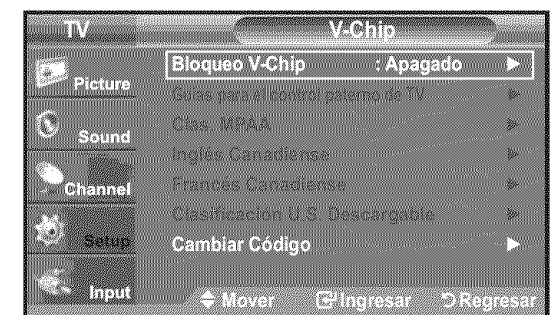 TV V-Chip
Picture
Sound
Channel
Setup
Input
Bloqueo V-Chip : Apagado
Guías para el control paterno de TV
Clas. MPAA
Inglés Canadiense
Francés Canadiense
Clasificacion U.S. Descargable
Cambiar Código
Mover Ingresar Regresar